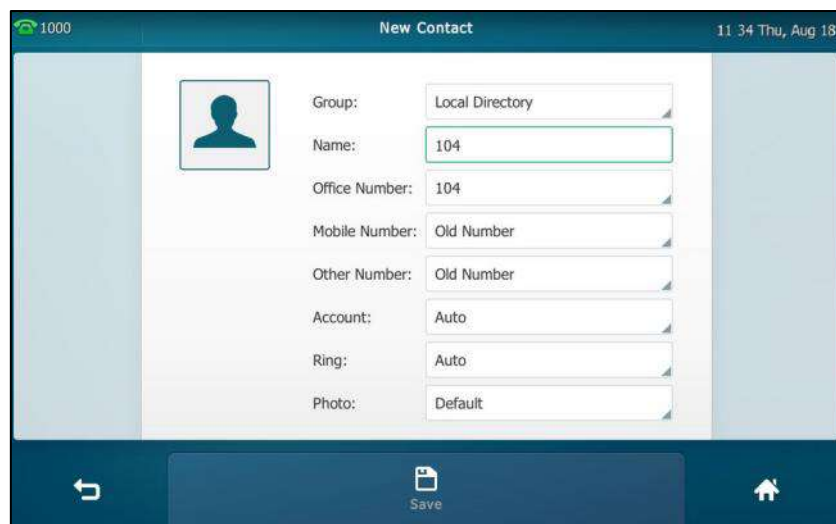 1000 New Contact 11 34 Thu, Aug 18
Group: Local Directory
Name: 104
Office Number: 104
Mobile Number: Old Number
Other Number: Old Number
Account: Auto
Ring: Auto
Photo: Default
Save